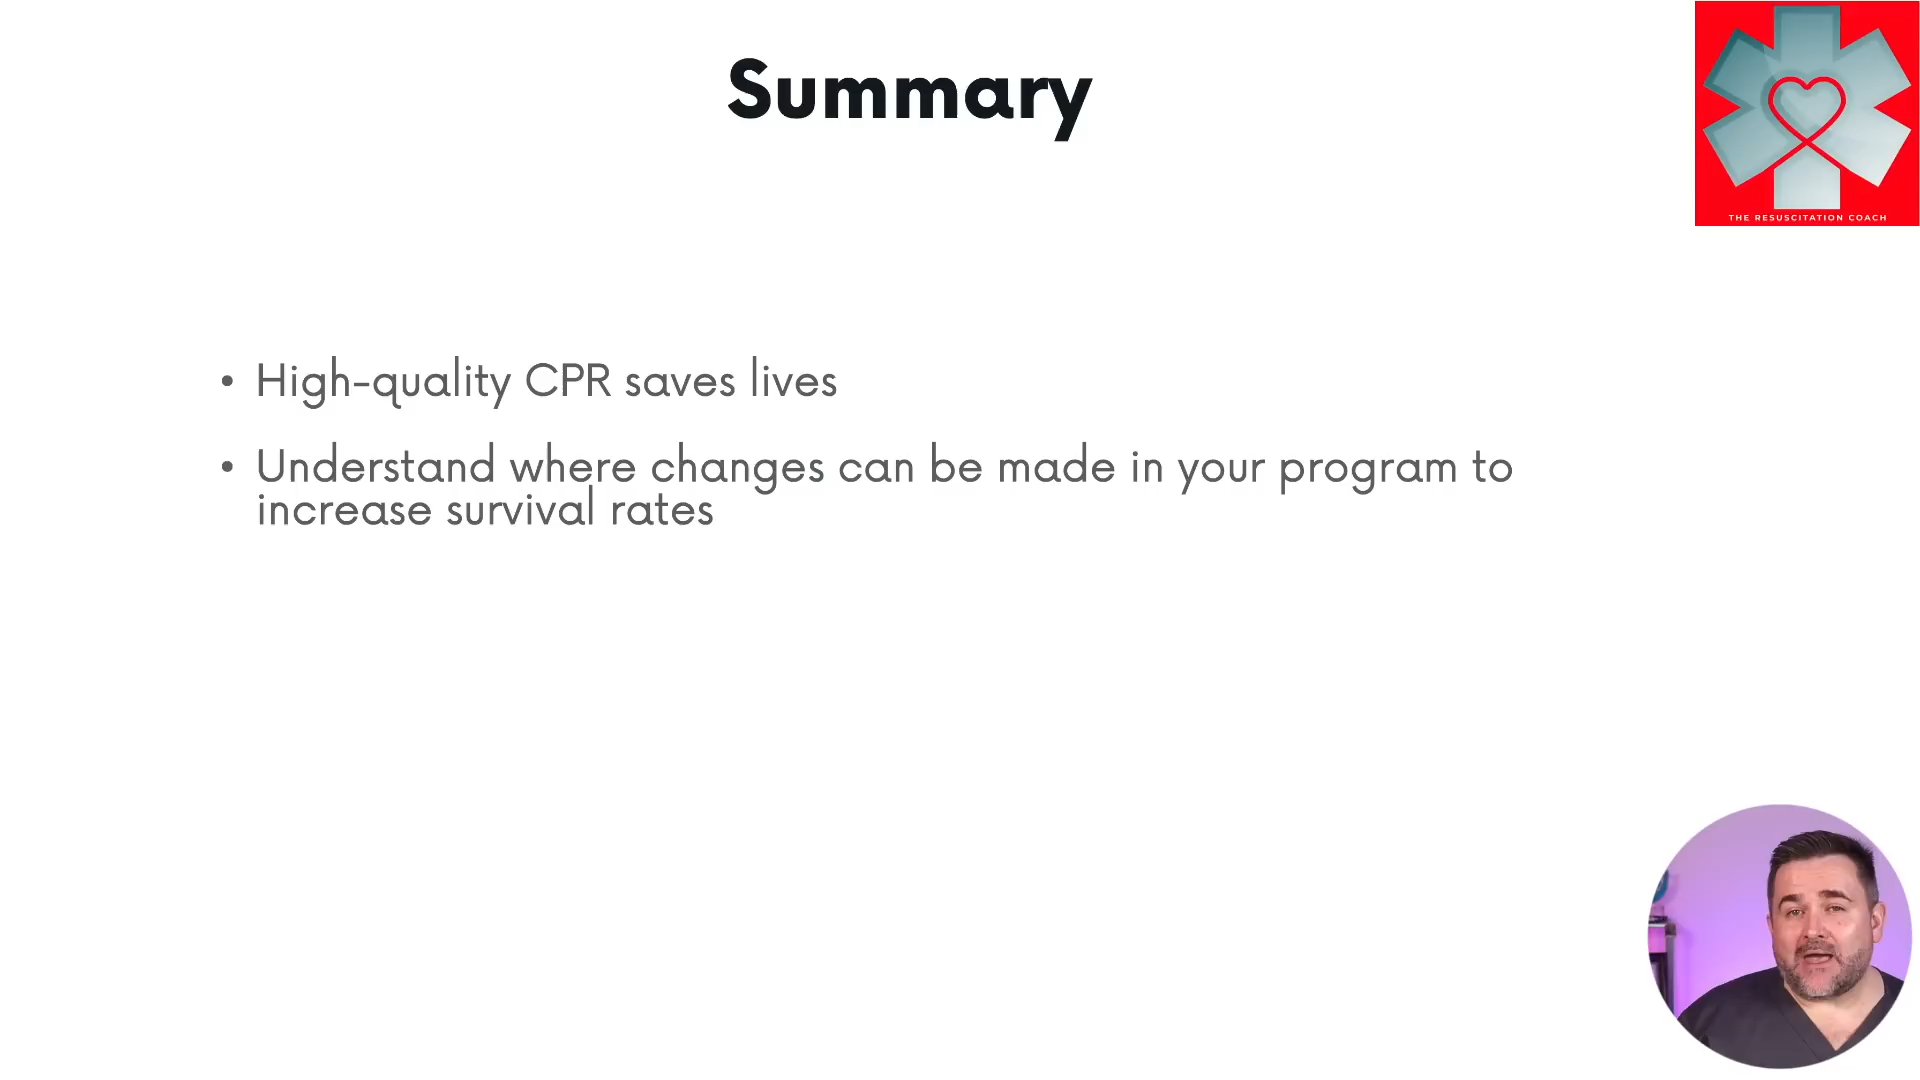 Summary
THE RESUSCITATION COACH
• High-quality CPR saves lives
• Understand where changes can be made in your program to
increase survival rates